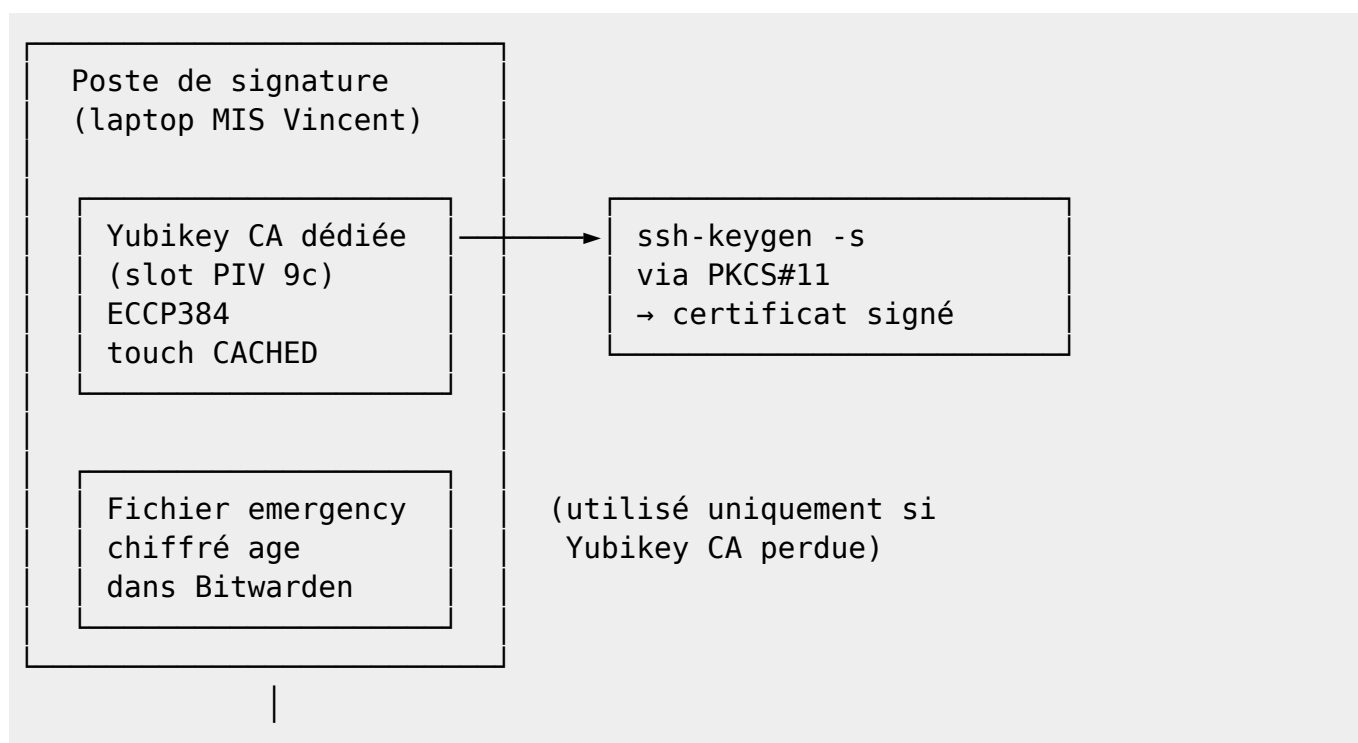 Poste de signature
(laptop MIS Vincent)
Yubikey CA dédiée
(slot PIV 9c)
ECCP384
touch CACHED
ssh-keygen -s
via PKCS#11
→ certificat signé
Fichier emergency
chiffré age
dans Bitwarden
(utilisé uniquement si
Yubikey CA perdue)